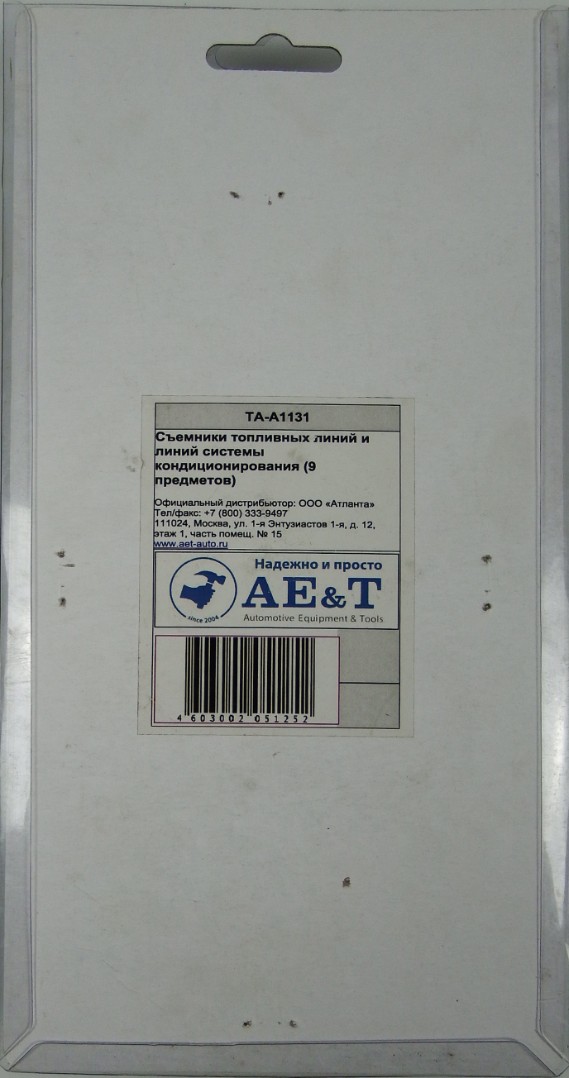 TA-A1131
Съемники топливных линий и
линий системы
кондиционирования (9
предметов)
Официальный дистрибьютор: ООО «Атланта»
Тел/факс: +7 (800) 333-9497
111024, Москва, ул. 1-я Энтузиастов 1-я, д. 12,
этаж 1, часть помещ. № 15
www.aet-auto.ru
Надежно и просто
AE&T
since 2004
Automotive Equipment & Tools
4 603002 051252